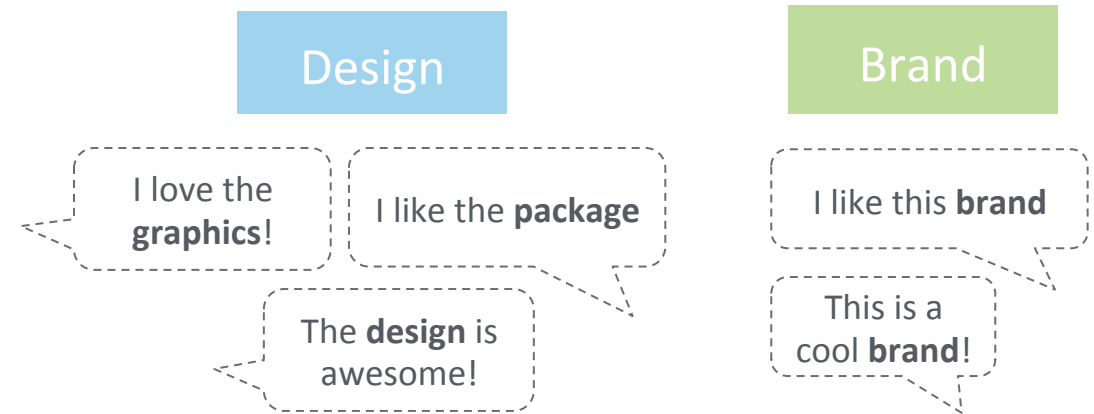 Design
I love the
graphics!
I like the package
The design is
awesome!
Brand
I like this brand
This is a
cool brand!